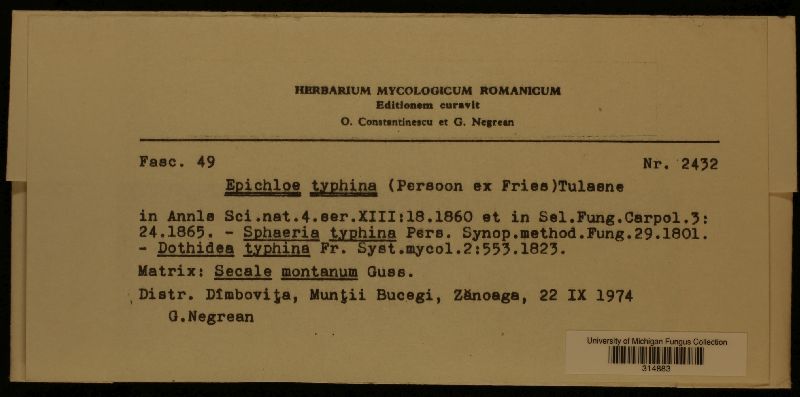 HERBARIUM MYCOLOGICUM ROMANICUM
Editionem curavit
O. Constantinescu et G. Negrean
Fasc. 49 Nr. 2432
Epichloe typhina (Persoon ex Fries)Tulasne
in Annls Sci.nat.4.ser.XIII:18.1860 et in Sel.Fung.Carpol.3:
24.1865. - Sphaeria typhina Pers. Synop.method.Fung.29.1801.
- Dothidea typhina Fr. Syst.mycol.2:553.1823.
Matrix: Secale montanum Guss.
Distr. Dîmboviţa, Munţii Bucegi, Zănoaga, 22 IX 1974
G.Negrean
University of Michigan Fungus Collection
314663